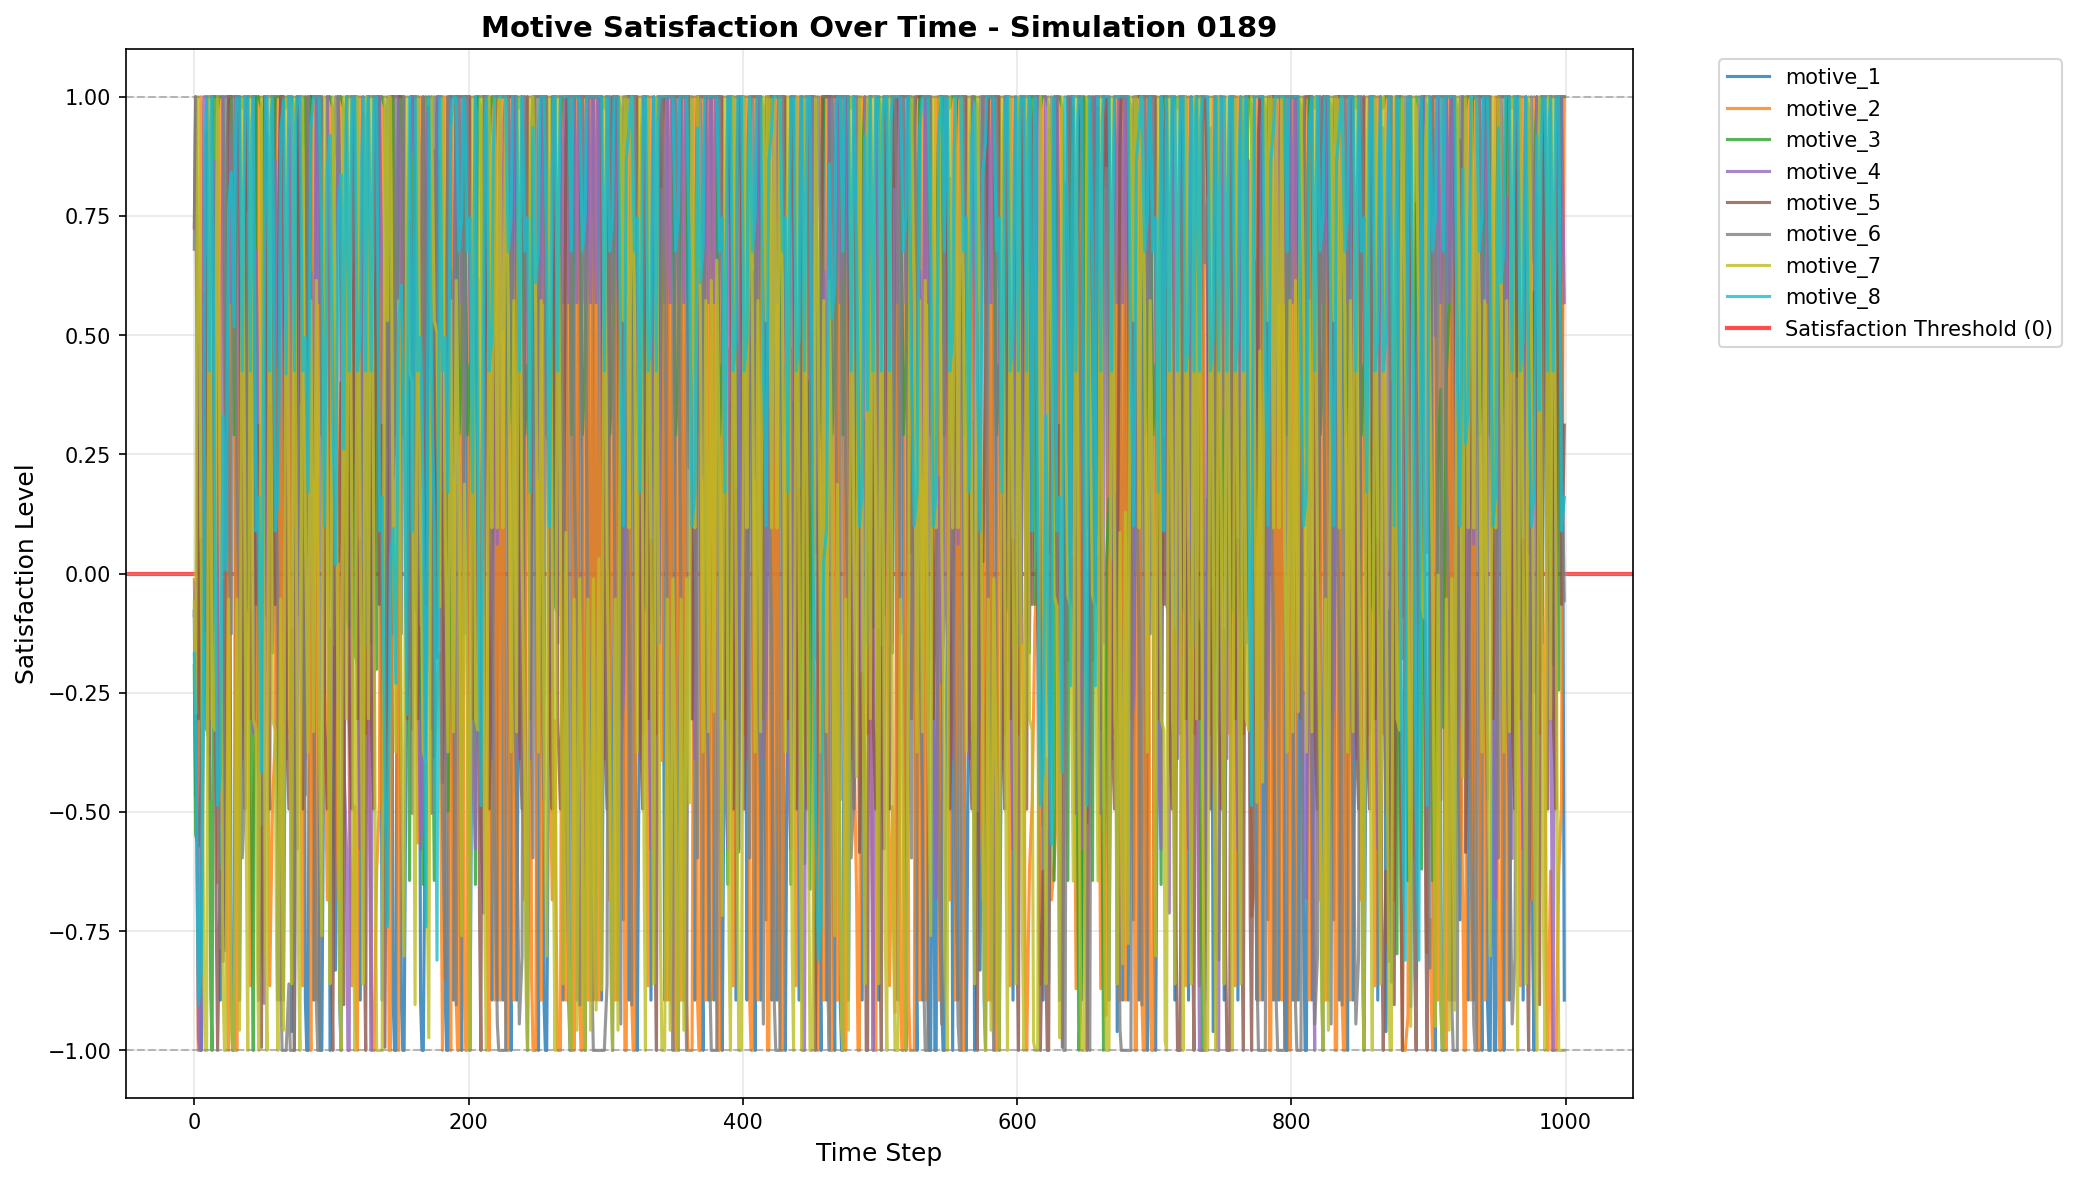 Motive Satisfaction Over Time - Simulation 0189
1.00
0.75
0.50
0.25
0.00
−0.25
−0.50
−0.75
−1.00
Satisfaction Level
0
200
400
600
800
1000
Time Step
motive_1
motive_2
motive_3
motive_4
motive_5
motive_6
motive_7
motive_8
Satisfaction Threshold (0)